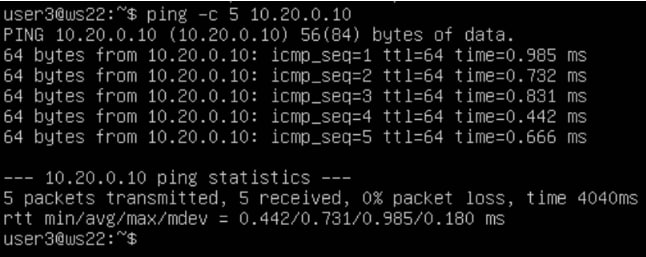 user3@ws22:~$ ping -c 5 10.20.0.10
PING 10.20.0.10 (10.20.0.10) 56(84) bytes of data.
64 bytes from 10.20.0.10: icmp_seq=1 ttl=64 time=0.985 ms
64 bytes from 10.20.0.10: icmp_seq=2 ttl=64 time=0.732 ms
64 bytes from 10.20.0.10: icmp_seq=3 ttl=64 time=0.831 ms
64 bytes from 10.20.0.10: icmp_seq=4 ttl=64 time=0.442 ms
64 bytes from 10.20.0.10: icmp_seq=5 ttl=64 time=0.666 ms

--- 10.20.0.10 ping statistics ---
5 packets transmitted, 5 received, 0% packet loss, time 4040ms
rtt min/avg/max/mdev = 0.442/0.731/0.985/0.180 ms
user3@ws22:~$